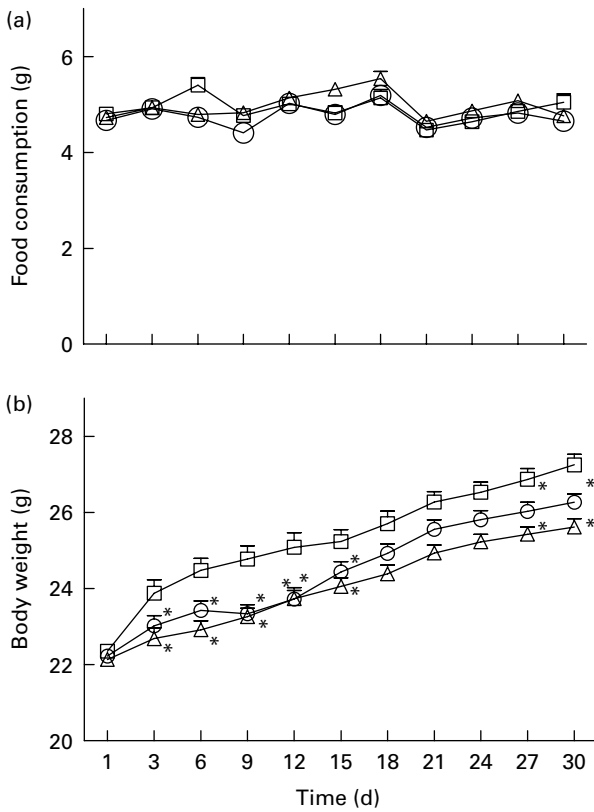 (a)
6
4
2
0
Food consumption (g)
(b)
28
26
24
22
20
Body weight (g)
* * * * * * * * * * * * *
1 3 6 9 12 15 18 21 24 27 30
Time (d)